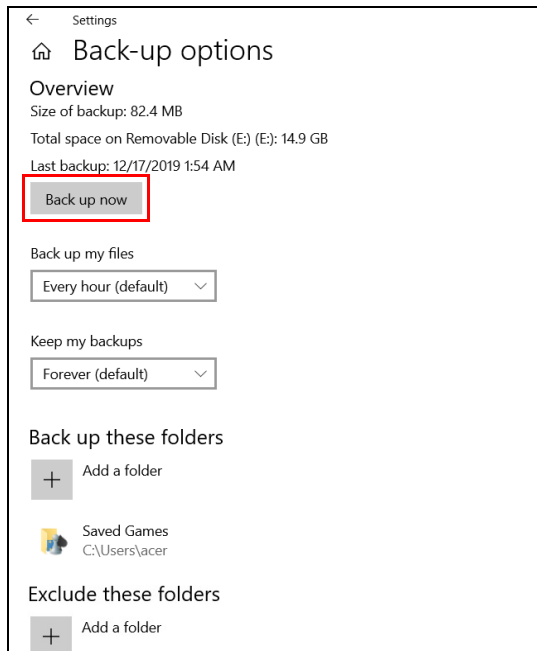 Settings
Back-up options
Overview
Size of backup: 82.4 MB
Total space on Removable Disk (E:) (E:): 14.9 GB
Last backup: 12/17/2019 1:54 AM
Back up now
Back up my files
Every hour (default)
Keep my backups
Forever (default)
Back up these folders
Add a folder
Saved Games
C:\Users\acer
Exclude these folders
Add a folder